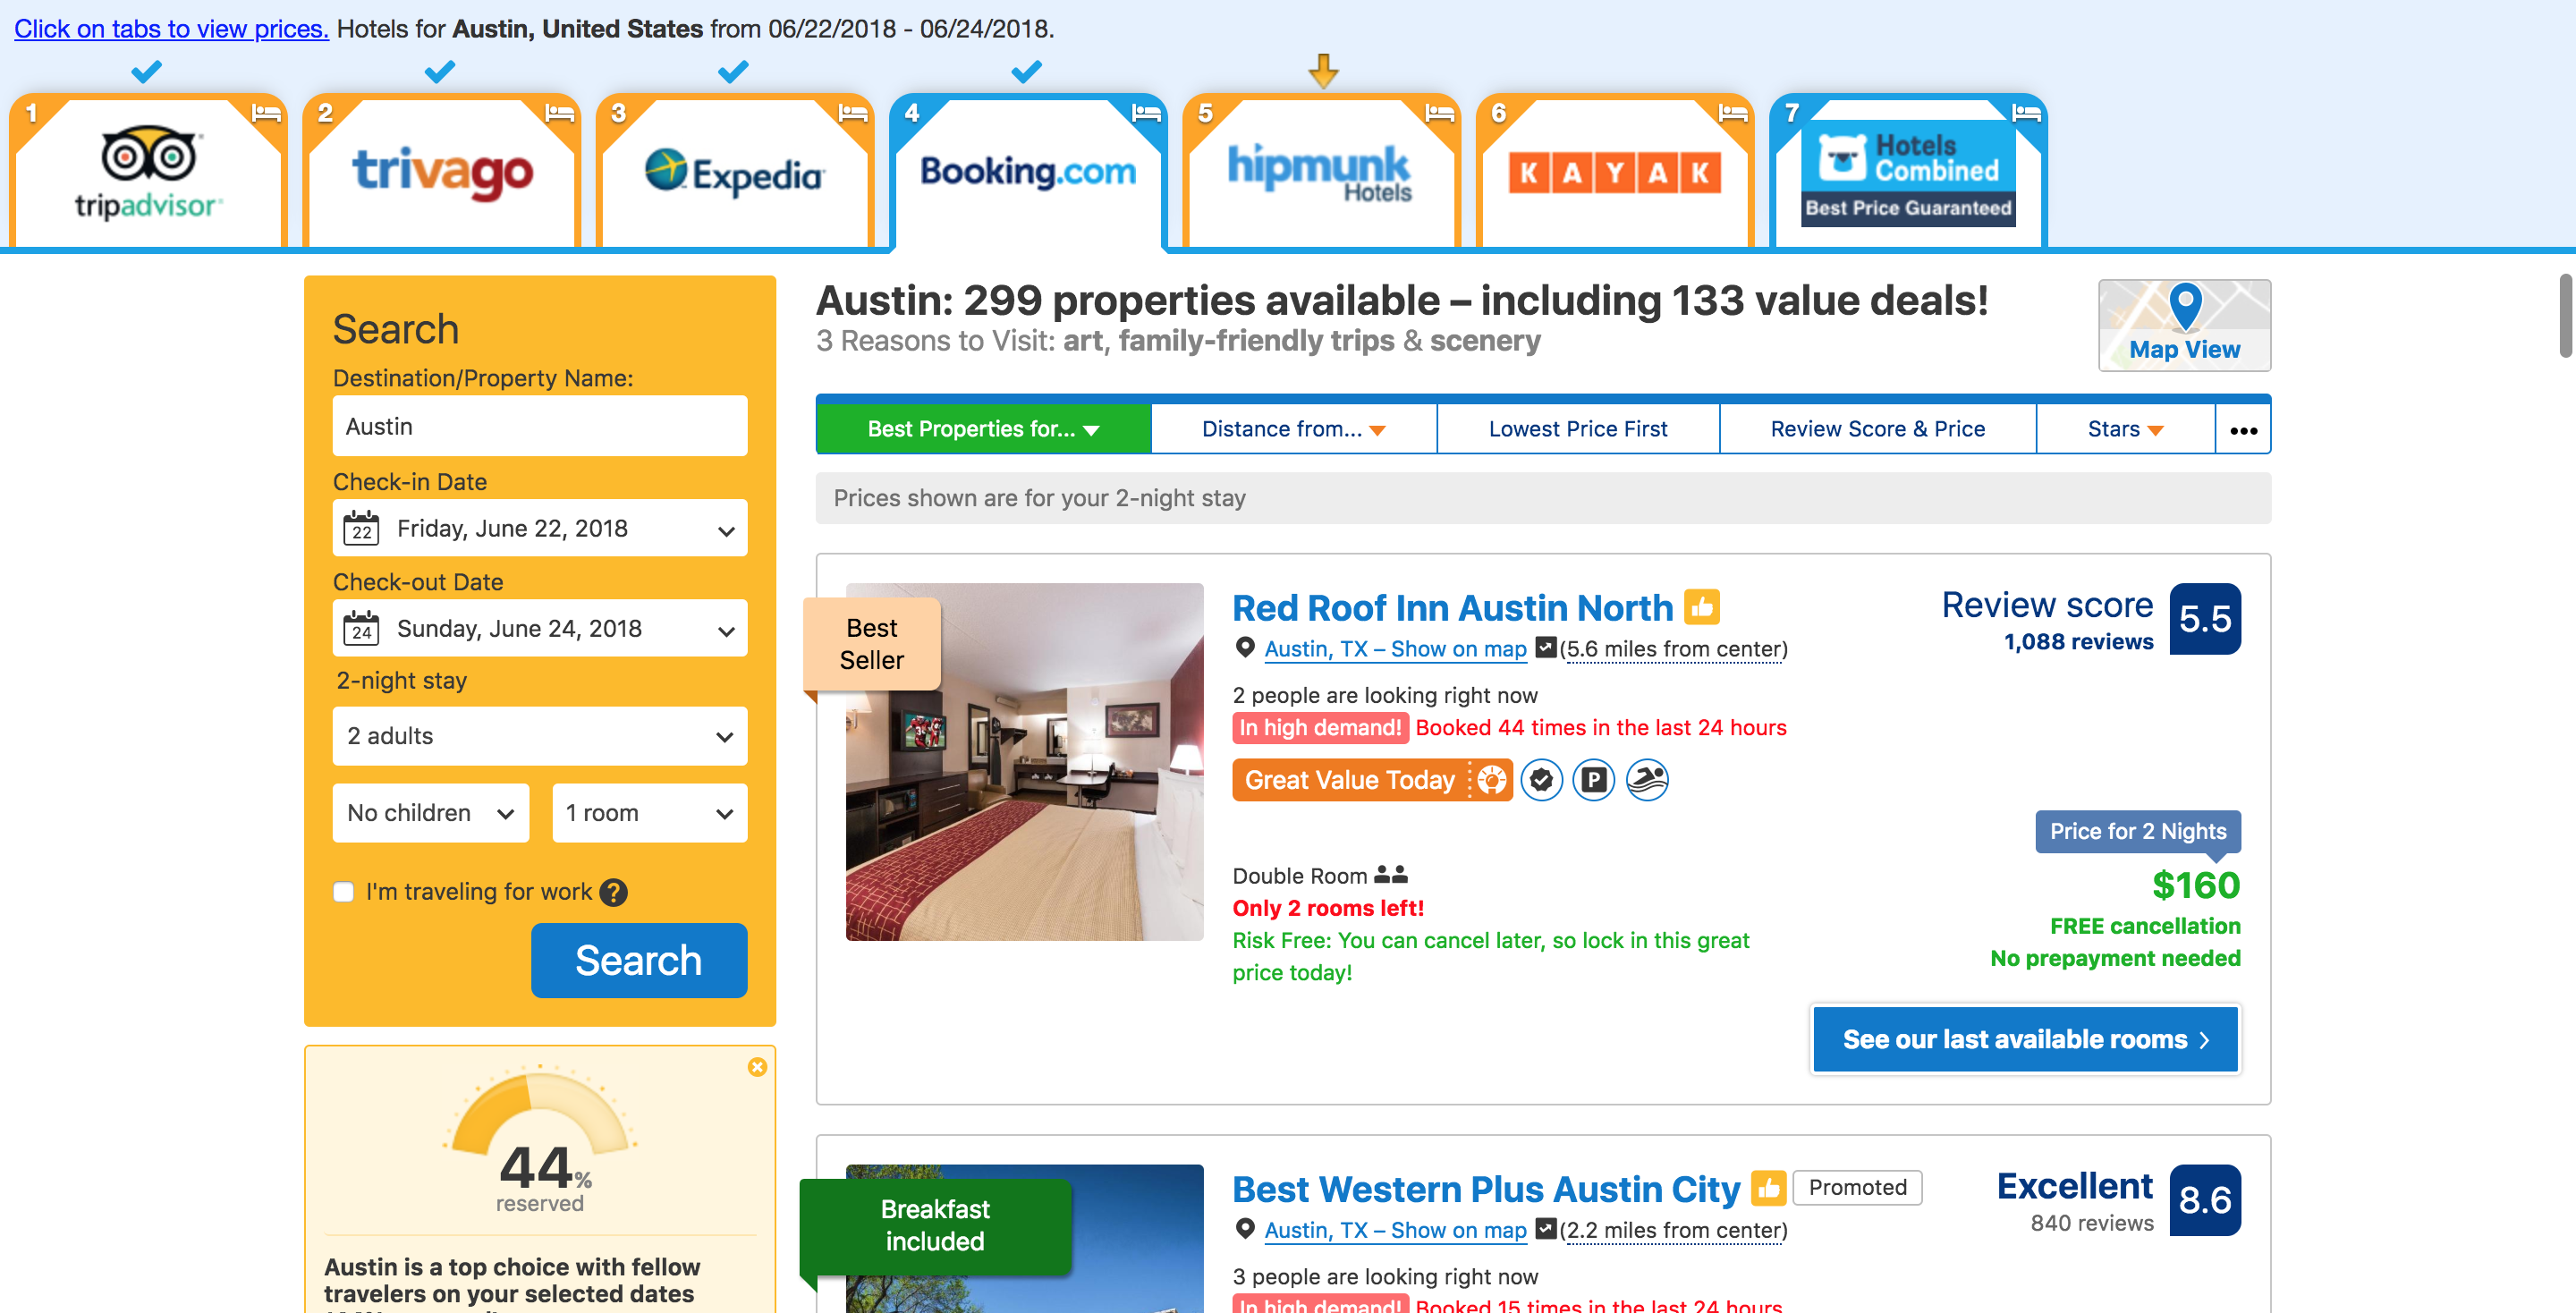 Click on tabs to view prices. Hotels for Austin, United States from 06/22/2018 - 06/24/2018.
1
tripadvisor
2
trivago
3
Expedia
4
Booking.com
5
hipmunk
Hotels
6
KAYAK
7
Hotels
Combined
Best Price Guaranteed
Search
Destination/Property Name:
Austin
Check-in Date
22
Friday, June 22, 2018
Check-out Date
24
Sunday, June 24, 2018
2-night stay
2 adults
No children
1 room
I'm traveling for work ?
Search
44%
reserved
Austin is a top choice with fellow
travelers on your selected dates
Austin: 299 properties available – including 133 value deals!
3 Reasons to Visit: art, family-friendly trips & scenery
Map View
Best Properties for...
Distance from...
Lowest Price First
Review Score & Price
Stars
•••
Prices shown are for your 2-night stay
Best
Seller
Red Roof Inn Austin North
Austin, TX – Show on map (5.6 miles from center)
Review score
1,088 reviews
5.5
2 people are looking right now
In high demand! Booked 44 times in the last 24 hours
Great Value Today
P
Double Room
Only 2 rooms left!
Risk Free: You can cancel later, so lock in this great
price today!
Price for 2 Nights
$160
FREE cancellation
No prepayment needed
See our last available rooms
Breakfast
included
Best Western Plus Austin City
Promoted
Austin, TX – Show on map (2.2 miles from center)
Excellent
840 reviews
8.6
3 people are looking right now
In high demand! Booked 15 times in the last 24 hours